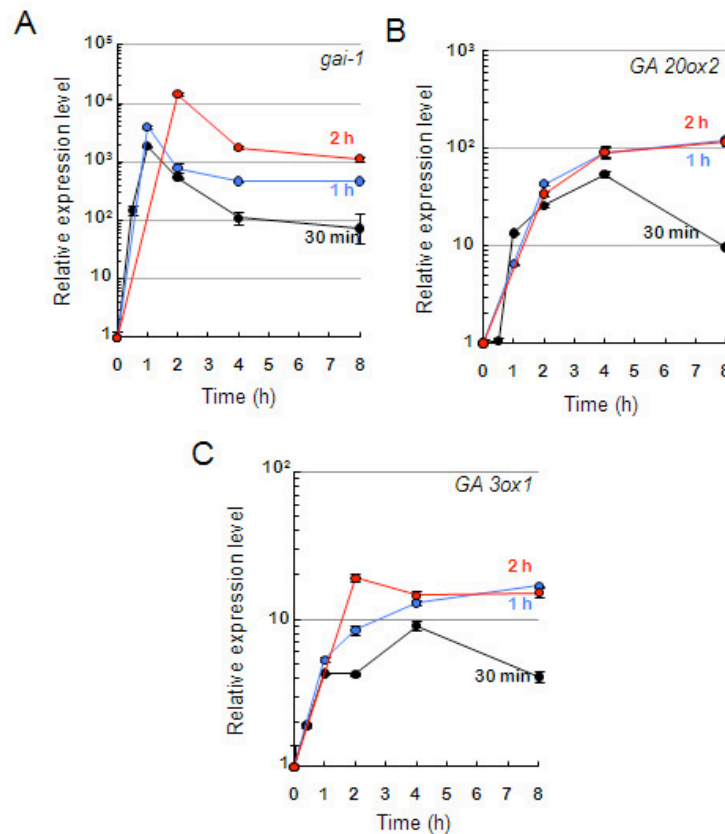 A
gai-1
Relative expression level
10⁵
10⁴
10³
10²
10
1
2 h
1 h
30 min
0 1 2 3 4 5 6 7 8
Time (h)
B
GA 20ox2
Relative expression level
10³
10²
10
1
2 h
1 h
30 min
0 1 2 3 4 5 6 7 8
Time (h)
C
GA 3ox1
Relative expression level
10²
10
1
2 h
1 h
30 min
0 1 2 3 4 5 6 7 8
Time (h)